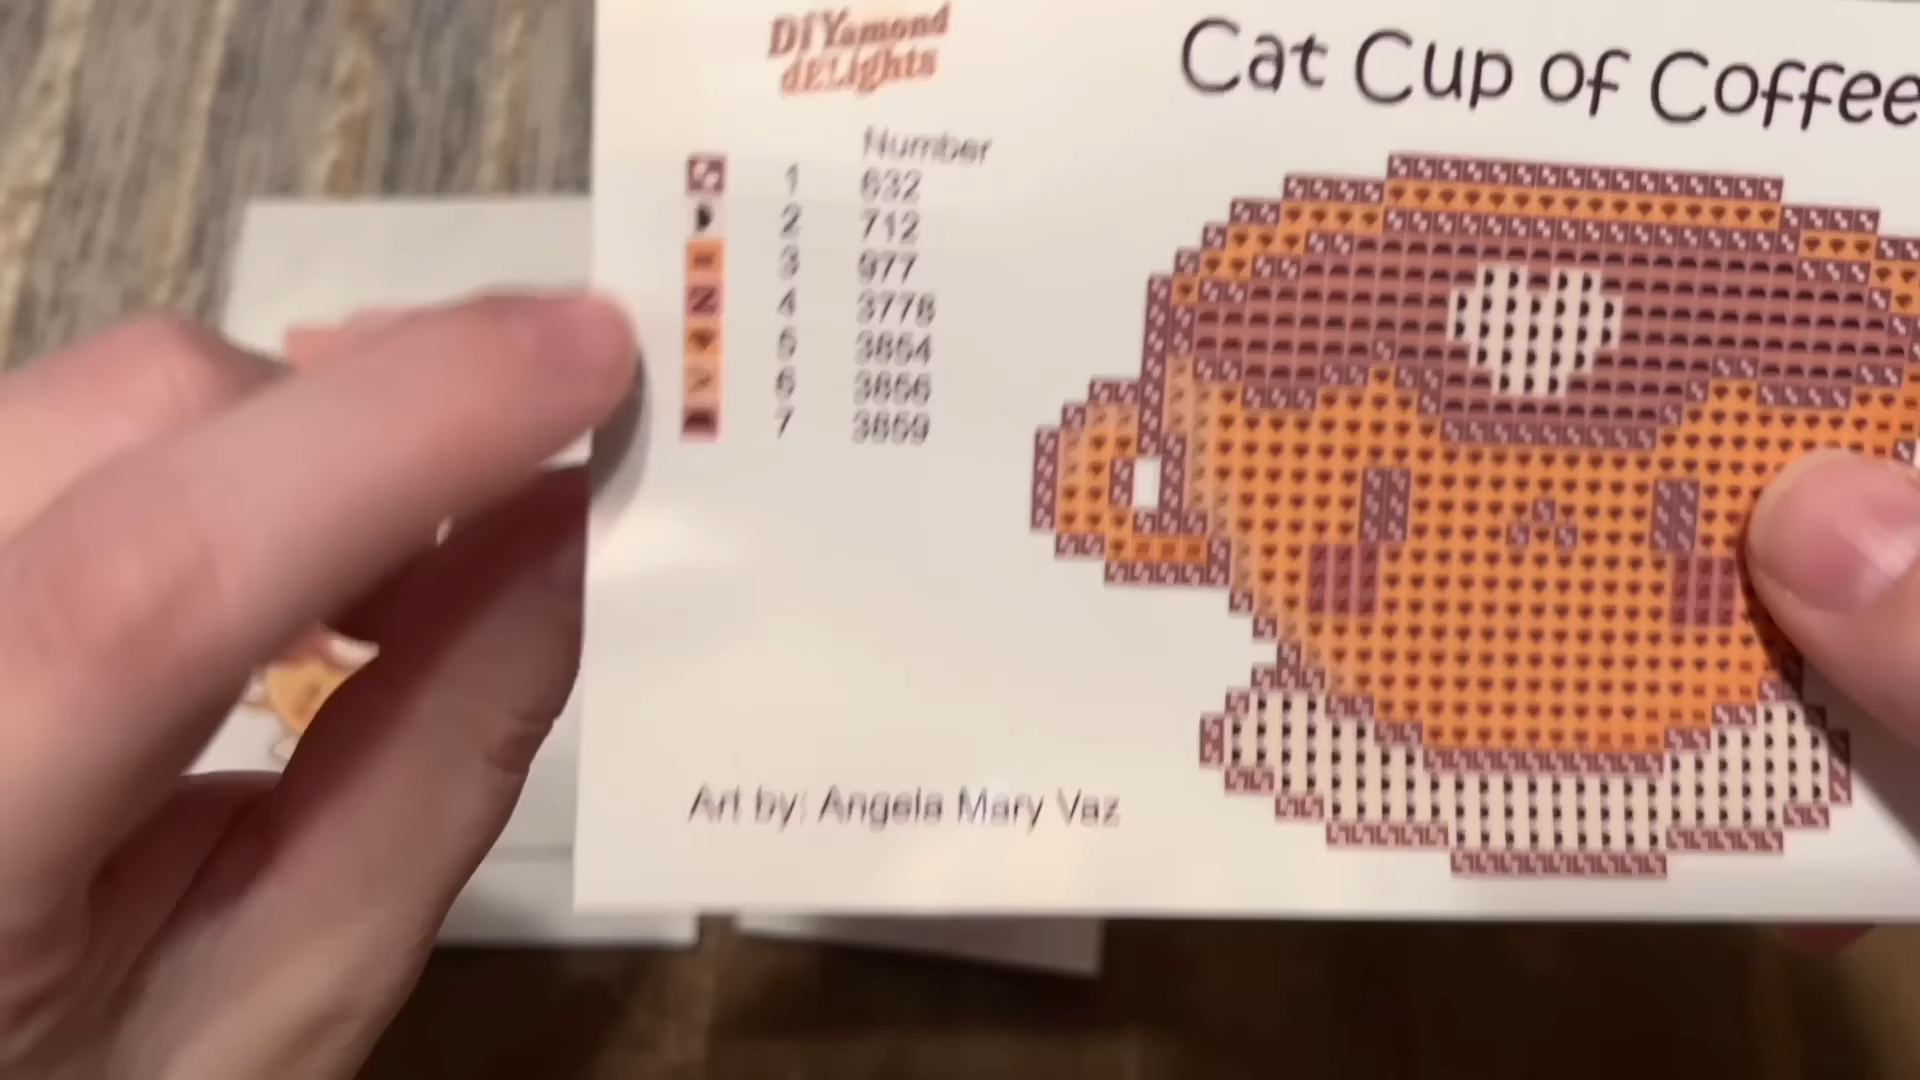 DIYamond
dELights
Cat Cup of Coffee
Number
1 632
2 712
3 977
4 3778
5 3854
6 3856
7 3859
Art by: Angela Mary Vaz